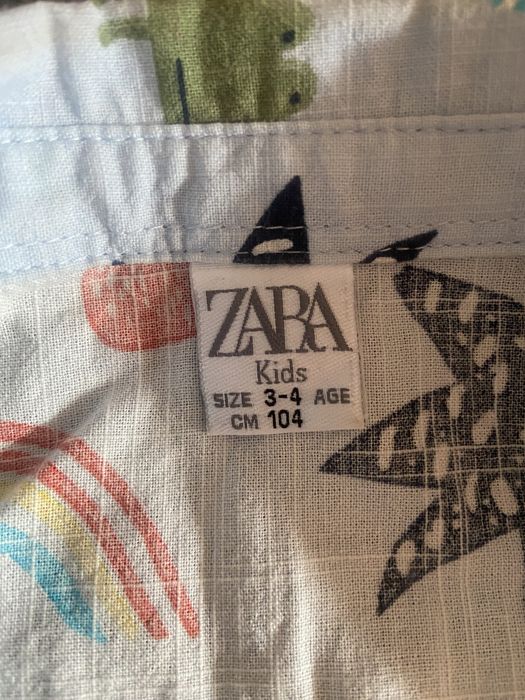 ZARA
Kids
SIZE 3-4 AGE
CM 104